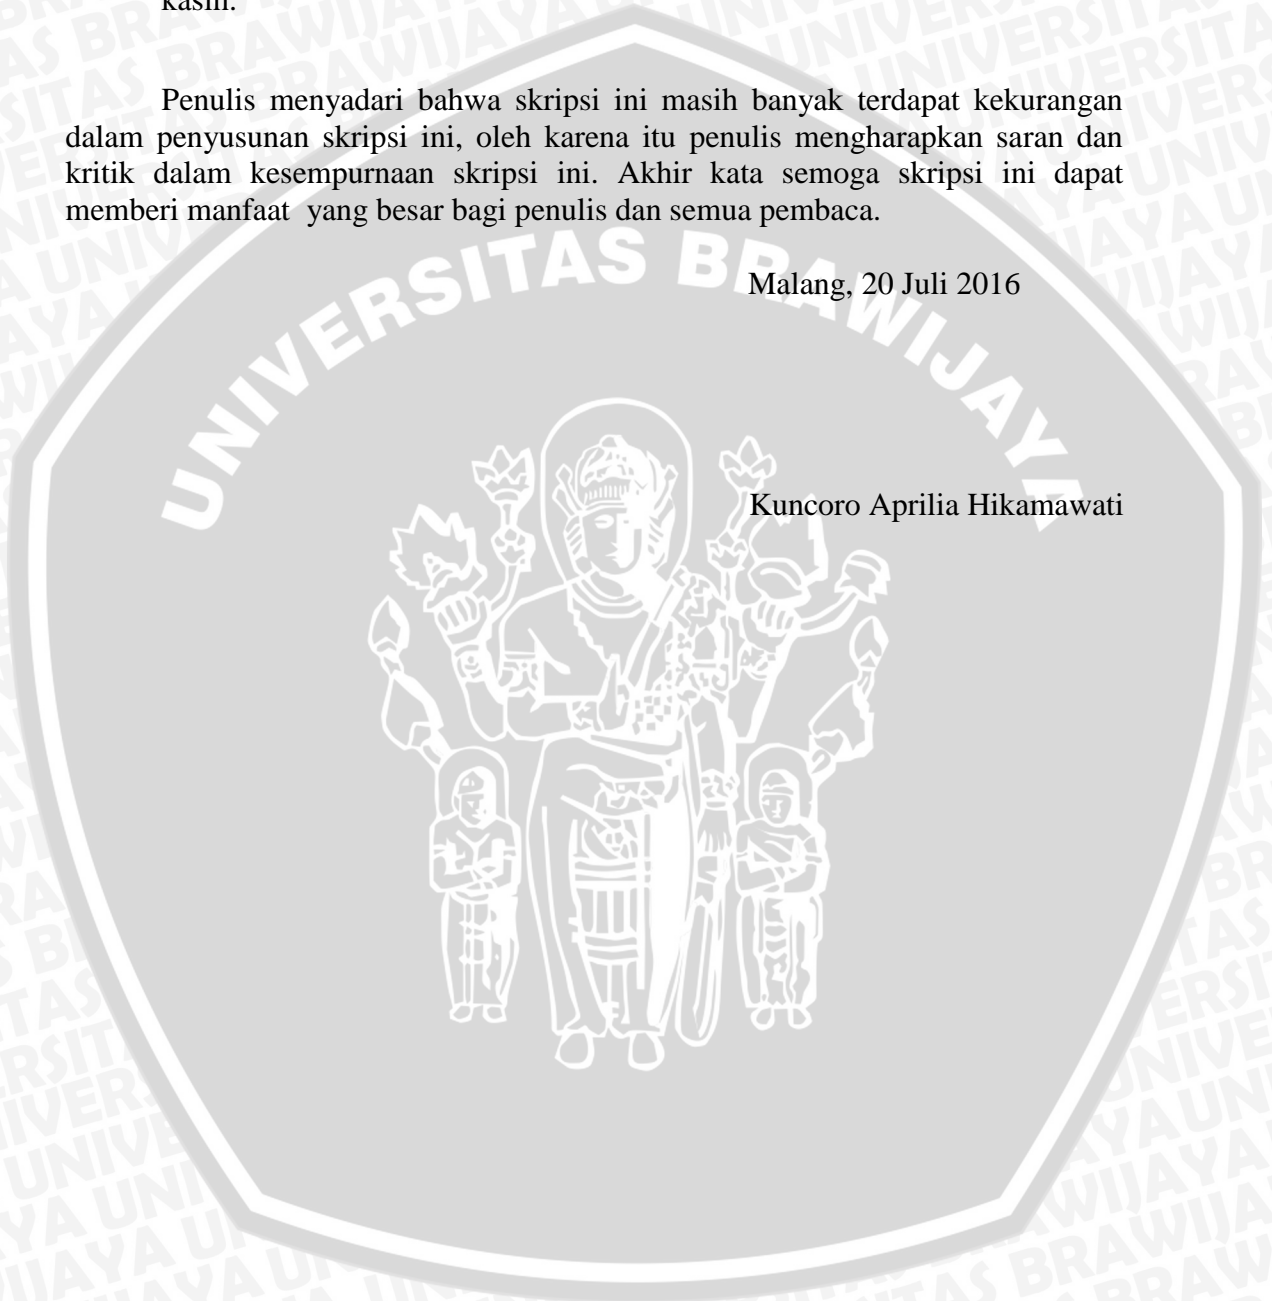 kasih.
Penulis menyadari bahwa skripsi ini masih banyak terdapat kekurangan
dalam penyusunan skripsi ini, oleh karena itu penulis mengharapkan saran dan
kritik dalam kesempurnaan skripsi ini. Akhir kata semoga skripsi ini dapat
memberi manfaat yang besar bagi penulis dan semua pembaca.
UNIVERSITAS BRAWIJAYA
Malang, 20 Juli 2016
Kuncoro Aprilia Hikamawati